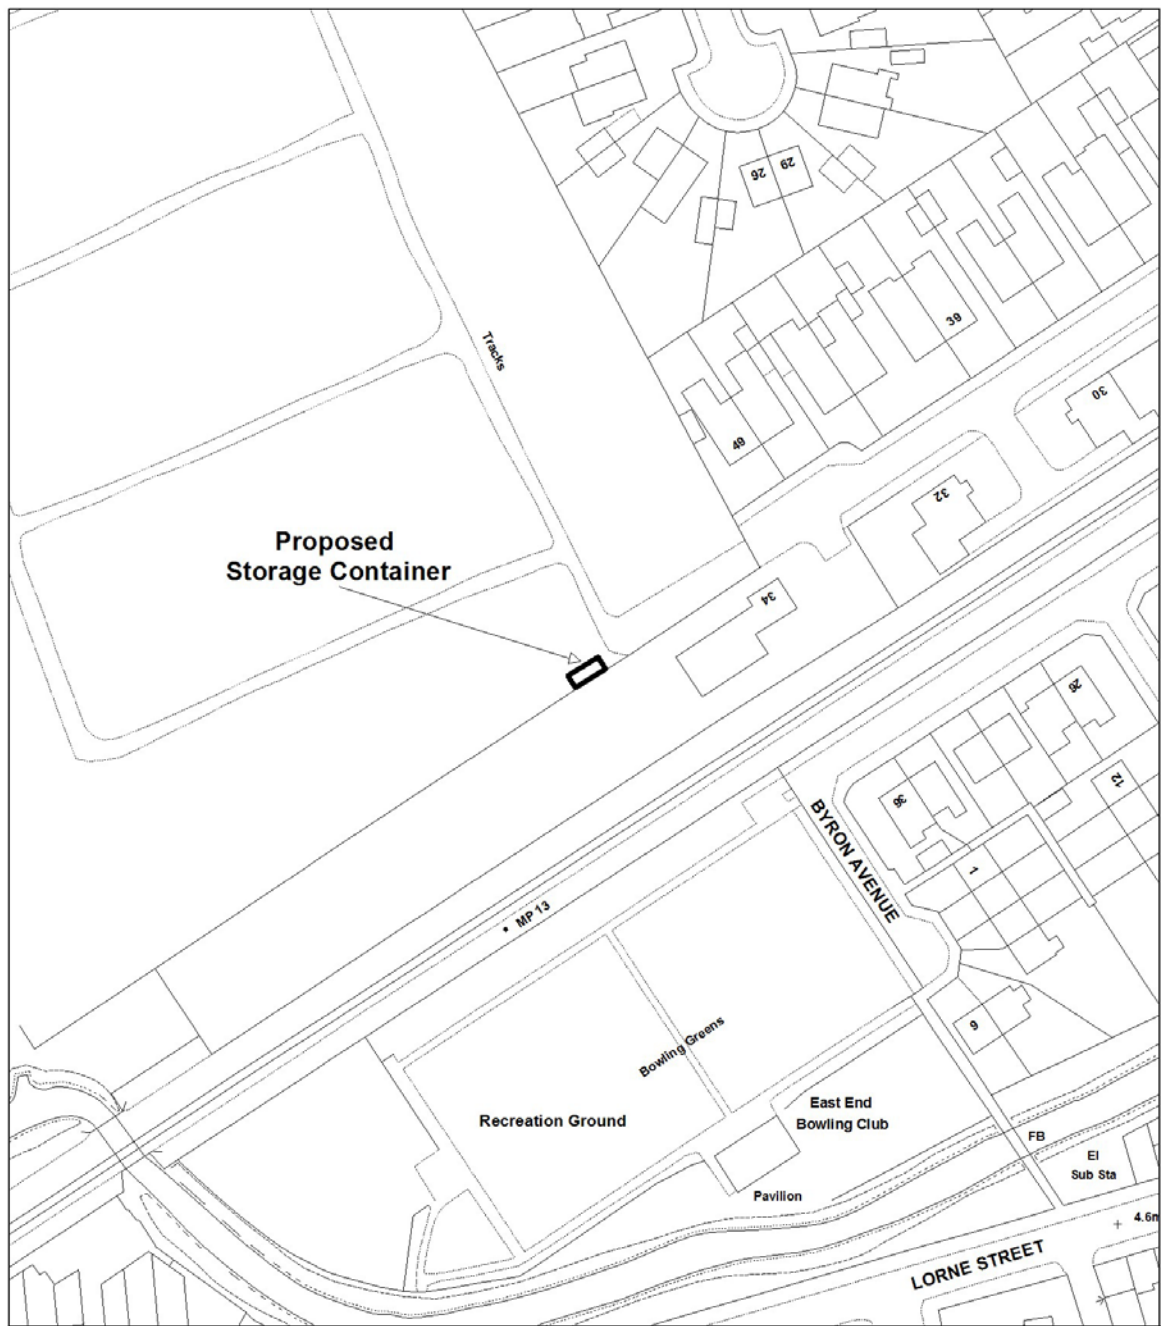 26
29
39
Tracks
30
49
32
Proposed
Storage Container
34
26
12
36
BYRON AVENUE
1
MP 13
9
Bowling Greens
East End
Bowling Club
Recreation Ground
FB
El
Sub Sta
Pavilion
4.6m
LORNE STREET